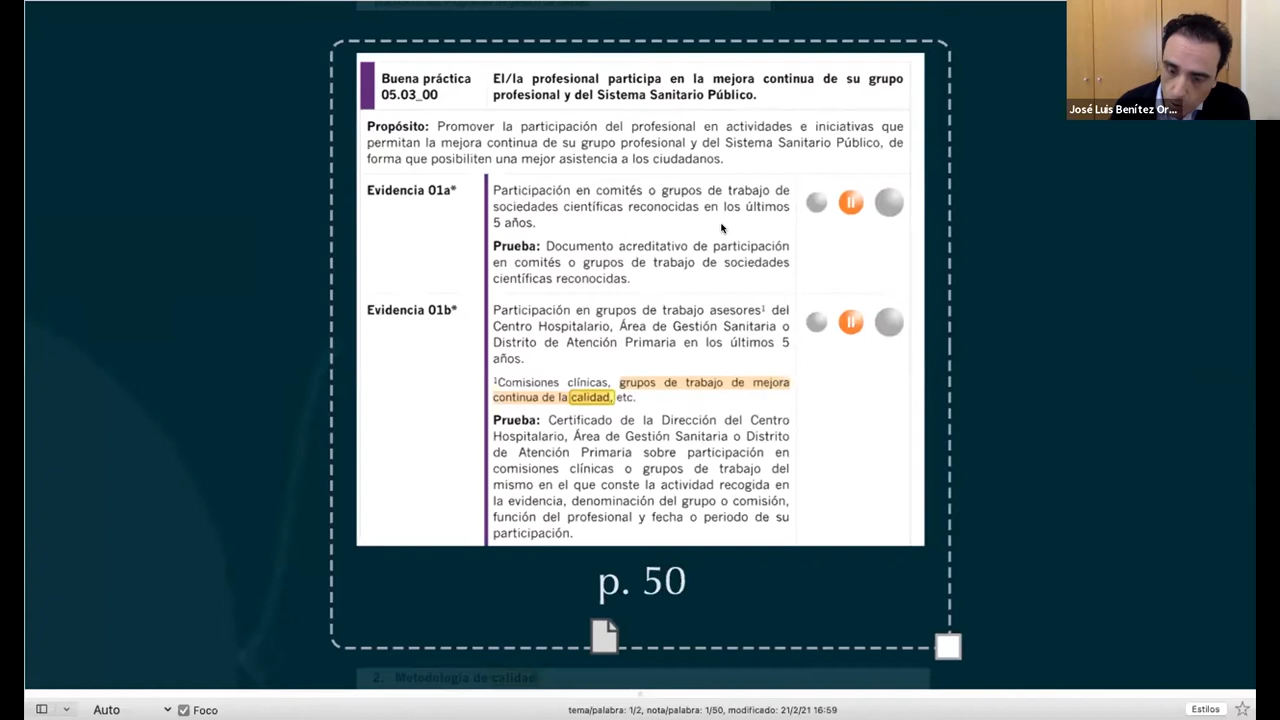 Buena práctica
05.03_00
El/la profesional participa en la mejora continua de su grupo
profesional y del Sistema Sanitario Público.
José Luis Benítez Or...
Propósito: Promover la participación del profesional en actividades e iniciativas que
permitan la mejora continua de su grupo profesional y del Sistema Sanitario Público, de
forma que posibiliten una mejor asistencia a los ciudadanos.
Evidencia 01a*
Participación en comités o grupos de trabajo de
sociedades científicas reconocidas en los últimos
5 años.
Prueba: Documento acreditativo de participación
en comités o grupos de trabajo de sociedades
científicas reconocidas.
II
Evidencia 01b*
Participación en grupos de trabajo asesores¹ del
Centro Hospitalario, Área de Gestión Sanitaria o
Distrito de Atención Primaria en los últimos 5
años.
¹Comisiones clínicas, grupos de trabajo de mejora
continua de la calidad, etc.
Prueba: Certificado de la Dirección del Centro
Hospitalario, Área de Gestión Sanitaria o Distrito
de Atención Primaria sobre participación en
comisiones clínicas o grupos de trabajo del
mismo en el que conste la actividad recogida en
la evidencia, denominación del grupo o comisión,
función del profesional y fecha o periodo de su
participación.
II
p. 50
2. Metodología de calidad
Auto
Foco
tema/palabra: 1/2, nota/palabra: 1/50, modificado: 21/2/21 16:59
Estilos